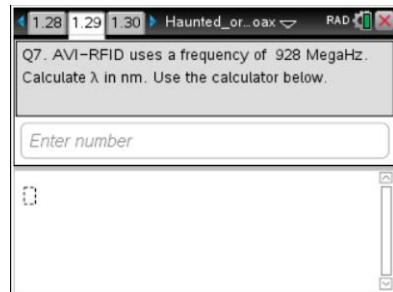 1.28 1.29 1.30 Haunted_or…oax RAD
Q7. AVI-RFID uses a frequency of 928 MegaHz.
Calculate λ in nm. Use the calculator below.
Enter number